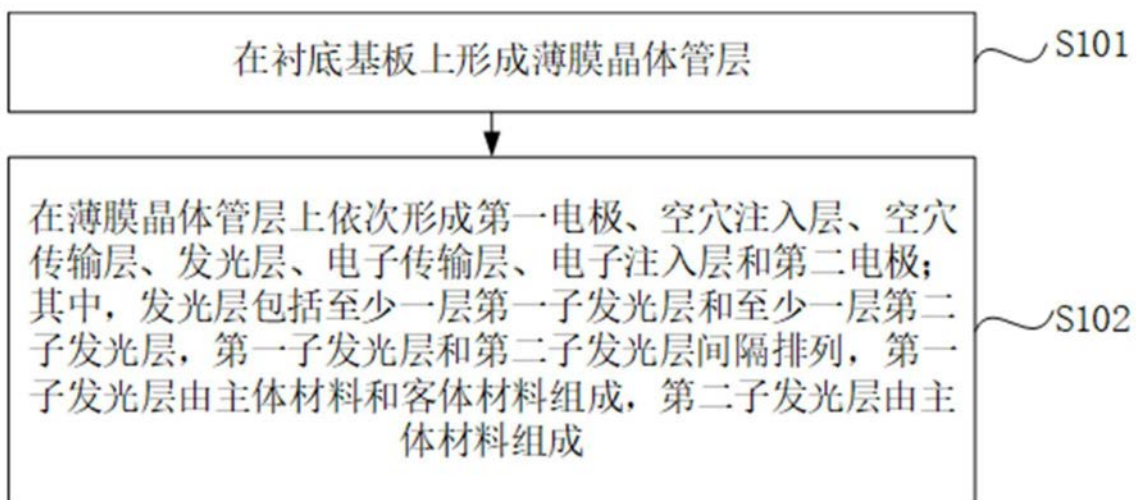 在衬底基板上形成薄膜晶体管层
S101
在薄膜晶体管层上依次形成第一电极、空穴注入层、空穴
传输层、发光层、电子传输层、电子注入层和第二电极；
其中，发光层包括至少一层第一子发光层和至少一层第二
子发光层，第一子发光层和第二子发光层间隔排列，第一
子发光层由主体材料和客体材料组成，第二子发光层由主
体材料组成
S102